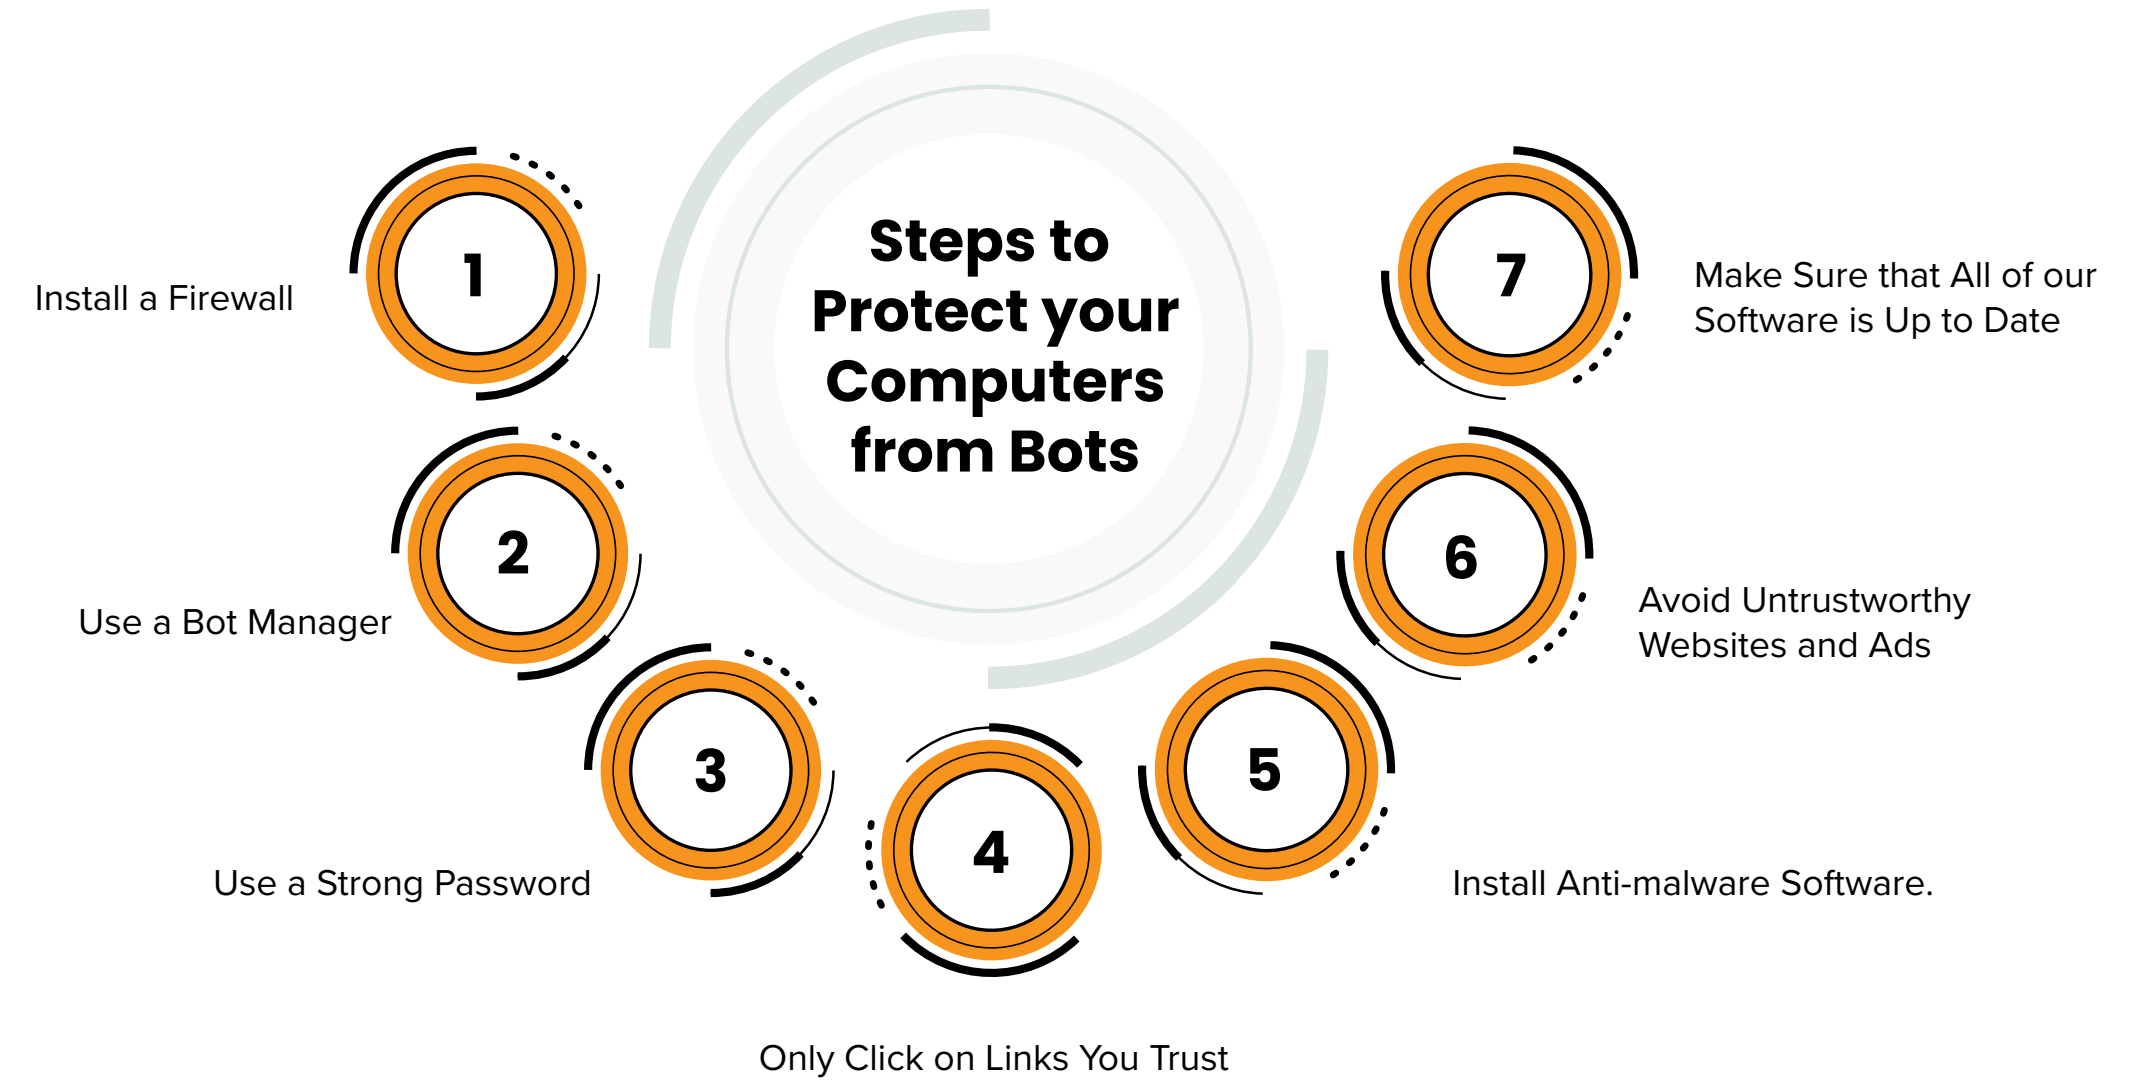 Steps to
Protect your
Computers
from Bots
1
Install a Firewall
2
Use a Bot Manager
3
Use a Strong Password
4
Only Click on Links You Trust
5
Install Anti-malware Software.
6
Avoid Untrustworthy
Websites and Ads
7
Make Sure that All of our
Software is Up to Date